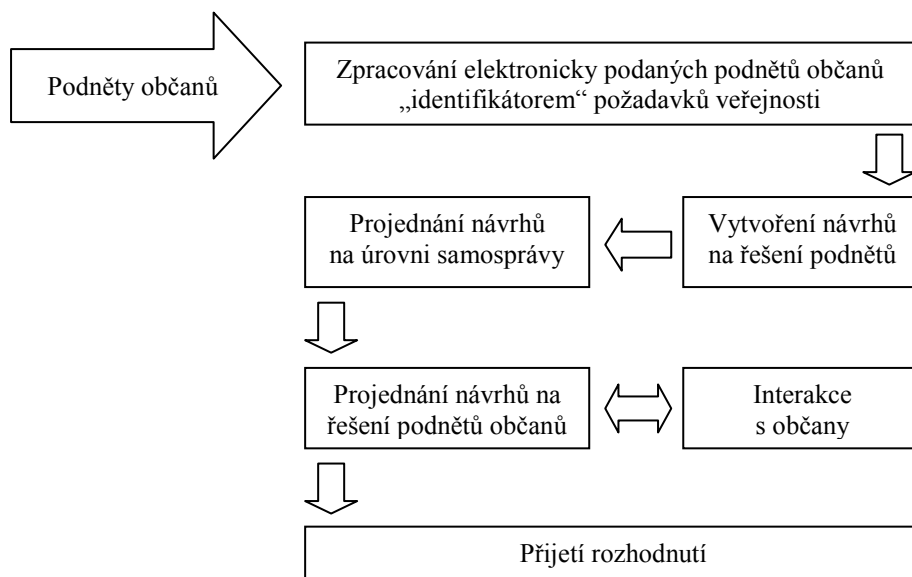 Podněty občanů
Zpracování elektronicky podaných podnětů občanů
„identifikátorem“ požadavků veřejnosti
Projednání návrhů
na úrovni samosprávy
Vytvoření návrhů
na řešení podnětů
Projednání návrhů na
řešení podnětů občanů
Interakce
s občany
Přijetí rozhodnutí